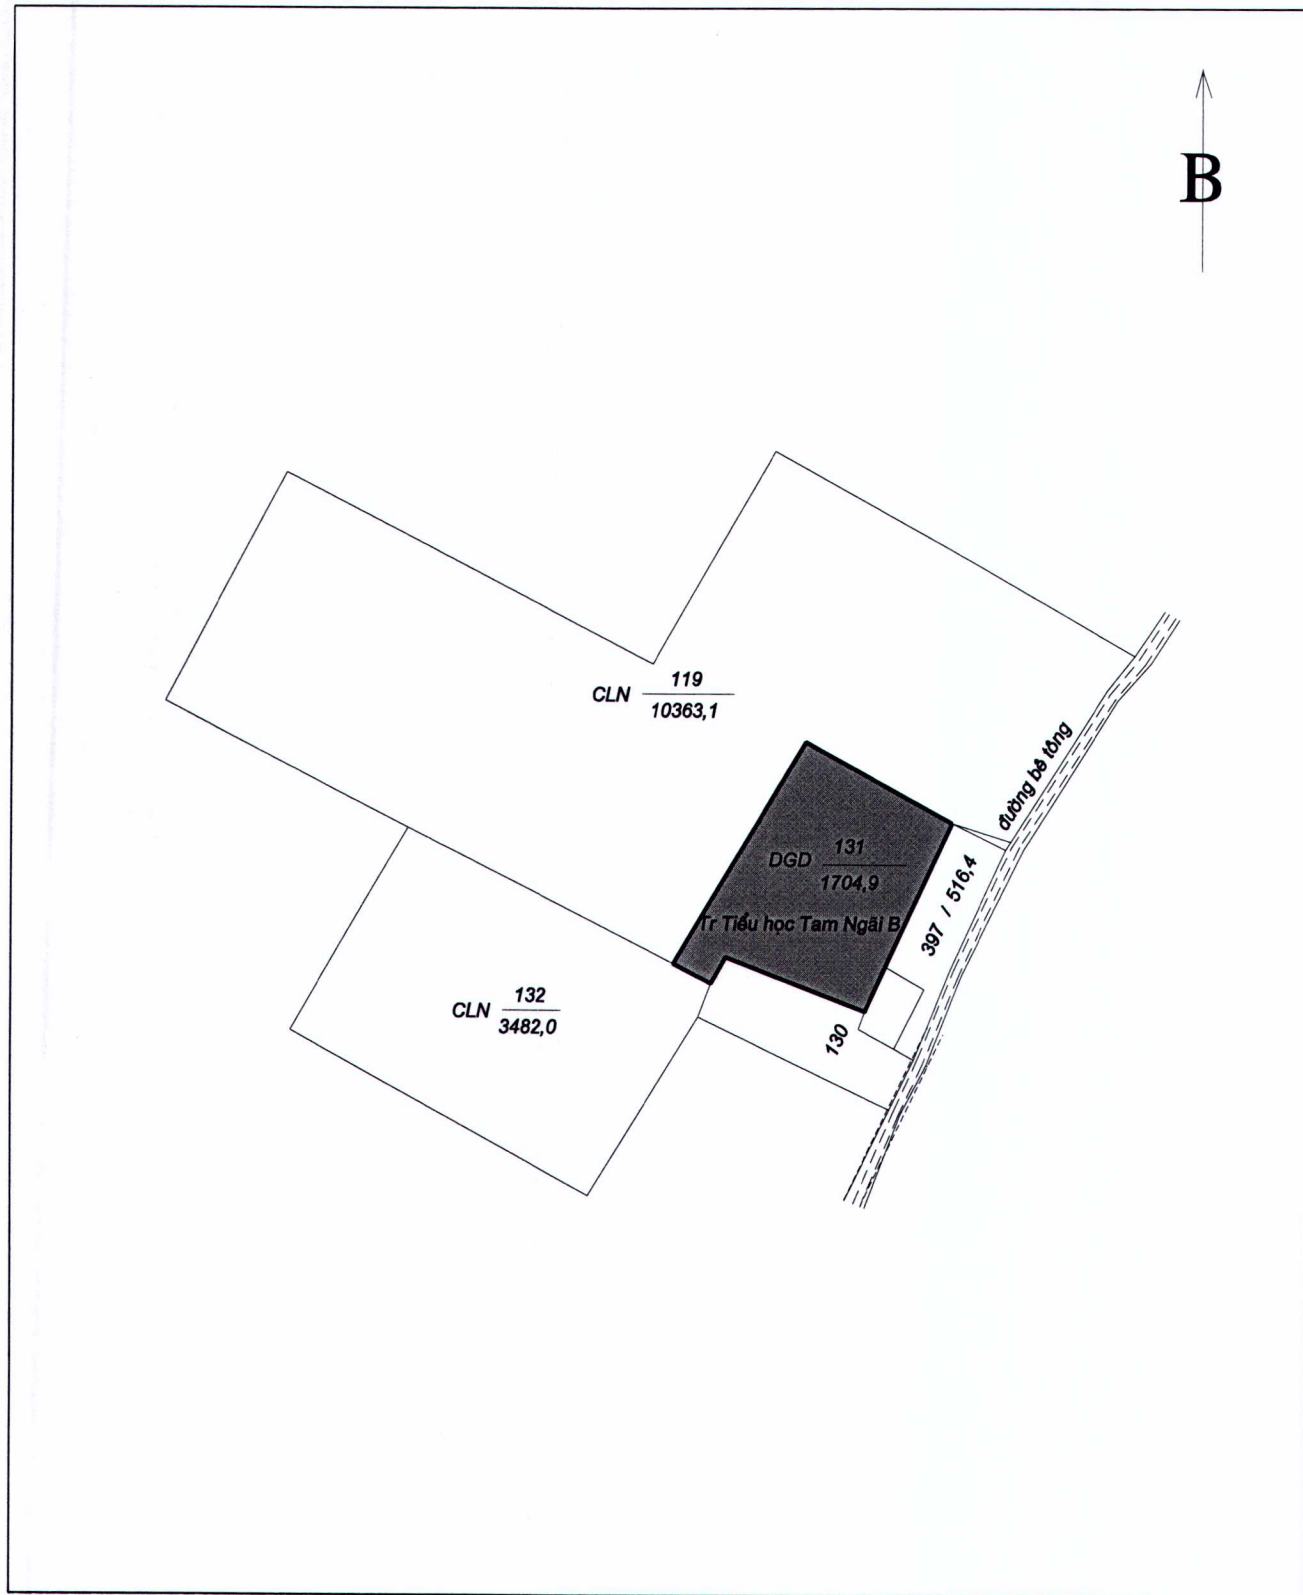 B
119
CLN
10363,1
đường bê tông
131
DGD
1704,9
Tr Tiểu học Tam Ngãi B
397 / 516,4
132
CLN
3482,0
130